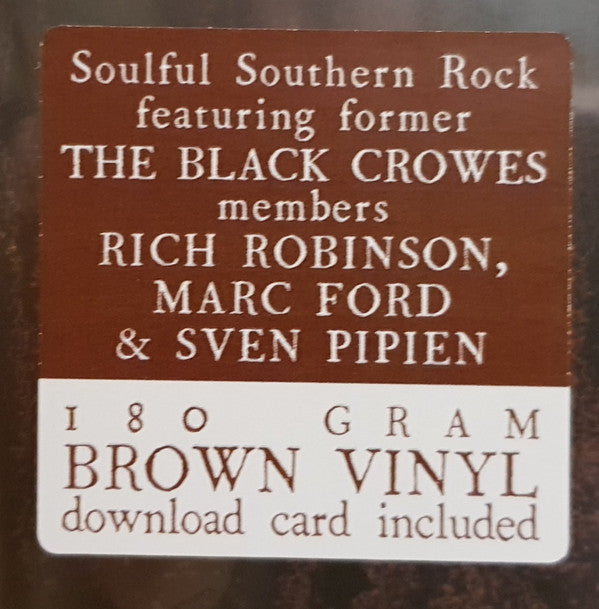 Soulful Southern Rock
featuring former
THE BLACK CROWES
members
RICH ROBINSON,
MARC FORD
& SVEN PIPIEN
180 GRAM
BROWN VINYL
download card included